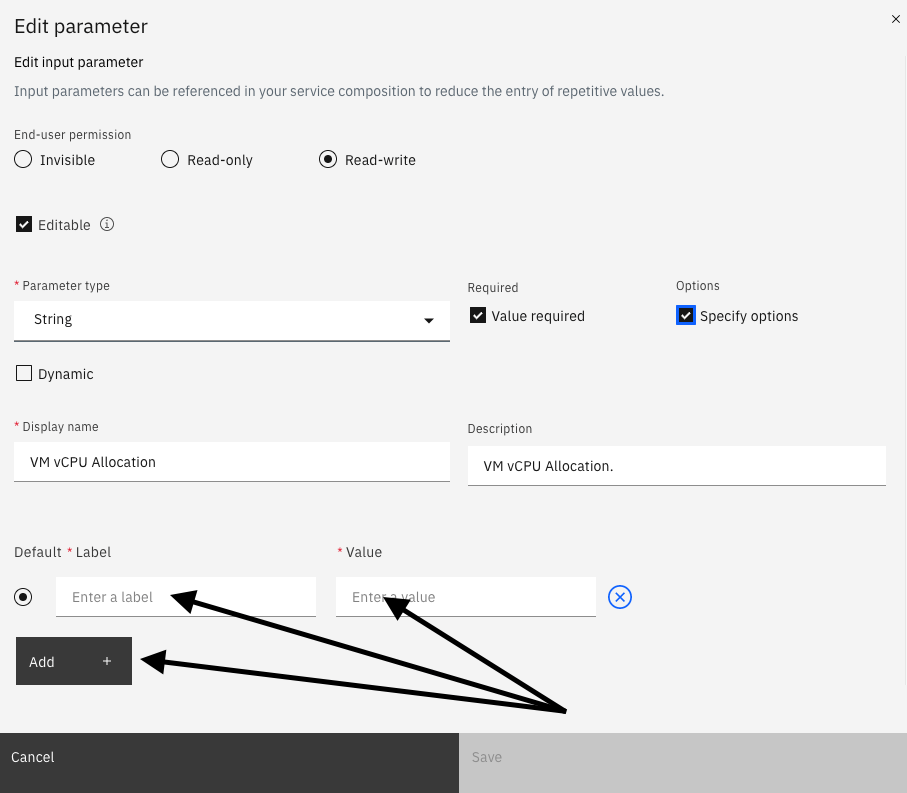 Edit parameter
Edit input parameter
Input parameters can be referenced in your service composition to reduce the entry of repetitive values.
End-user permission
Invisible Read-only Read-write
Editable
* Parameter type Required Options
String Value required Specify options
Dynamic
* Display name Description
VM vCPU Allocation VM vCPU Allocation.
Default * Label * Value
Enter a label Enter a value
Add +
Cancel Save